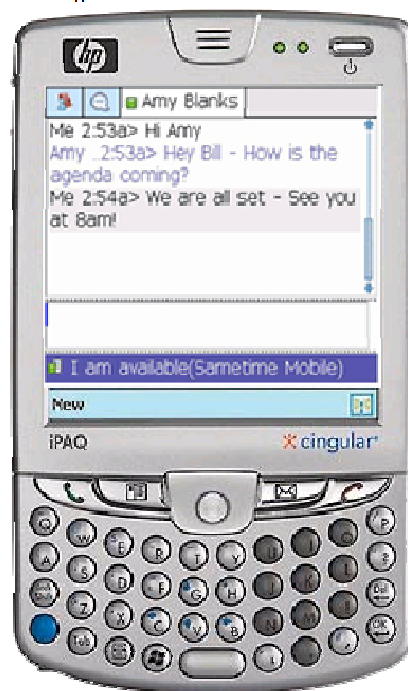 hp
Amy Blanks
Me 2:53a> Hi Amy
Amy ..2:53a> Hey Bill - How is the
agenda coming?
Me 2:54a> We are all set - See you
at 8am!
I am available(Sametime Mobile)
New
iPAQ
cingular
Q W E R T Y U I O P
A S D F G H J K L
Z X C V B N M
Tab